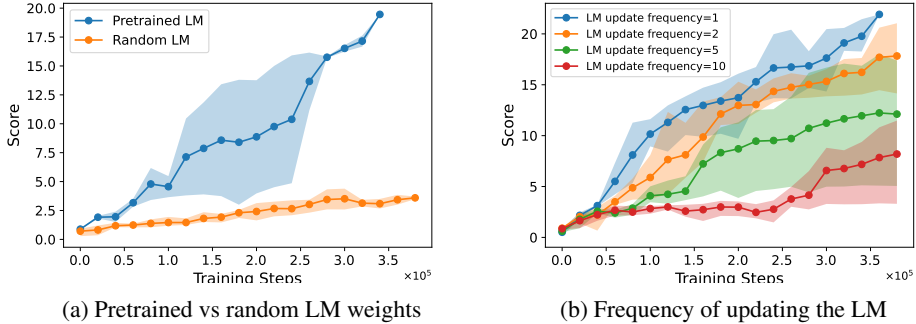 20.0
17.5
15.0
12.5
10.0
7.5
5.0
2.5
0.0
Score
Pretrained LM
Random LM
0.0 0.5 1.0 1.5 2.0 2.5 3.0 3.5
×10⁵
Training Steps
(a) Pretrained vs random LM weights
20
15
10
5
0
Score
LM update frequency=1
LM update frequency=2
LM update frequency=5
LM update frequency=10
0.0 0.5 1.0 1.5 2.0 2.5 3.0 3.5
×10⁵
Training Steps
(b) Frequency of updating the LM